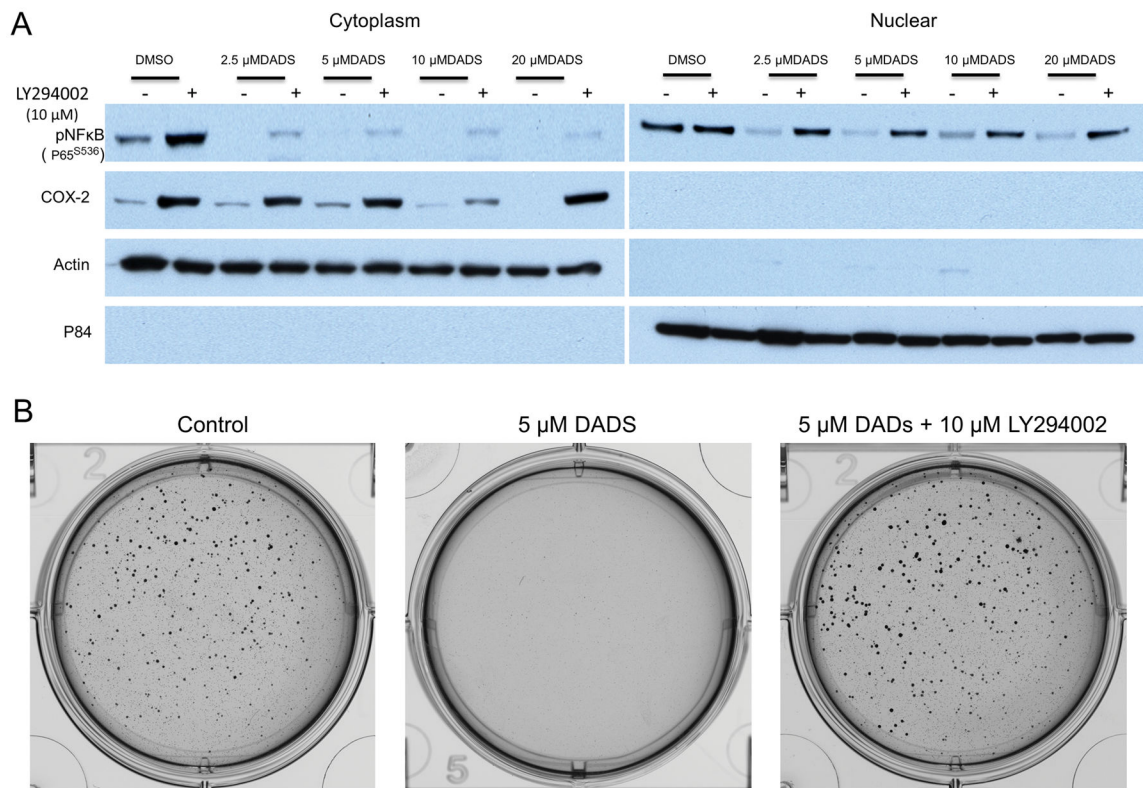 A
Cytoplasm
Nuclear
DMSO 2.5 µMDADS 5 µMDADS 10 µMDADS 20 µMDADS DMSO 2.5 µMDADS 5 µMDADS 10 µMDADS 20 µMDADS
LY294002 - + - + - + - + - + - + - + - + - + - +
(10 µM)
pNFκB
( P65S536)
COX-2
Actin
P84
B
Control
5 µM DADS
5 µM DADs + 10 µM LY294002
2
5
2